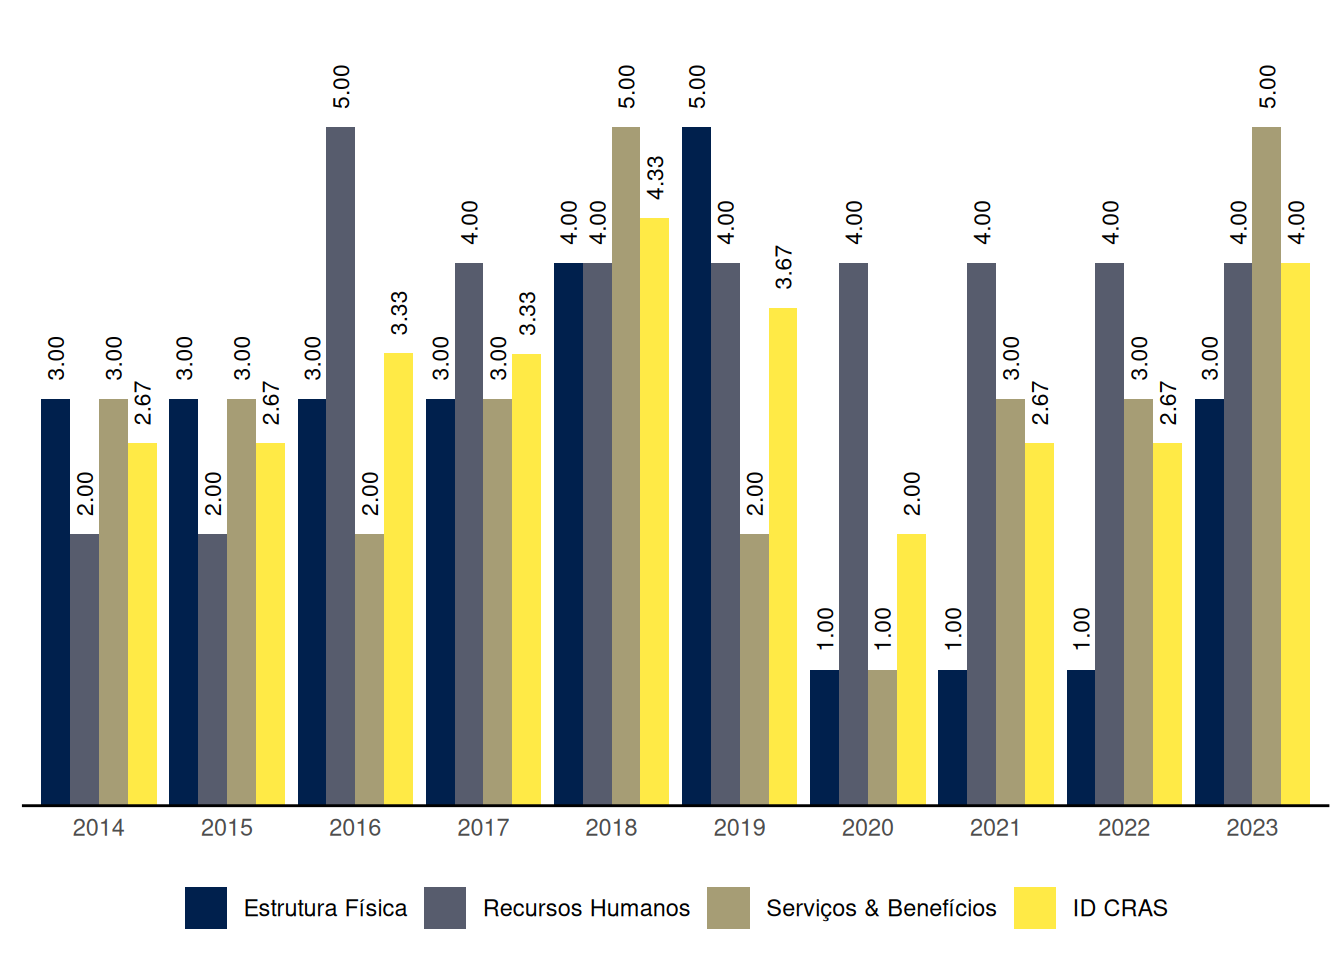 5.00 5.00 5.00 5.00
4.33
4.00 4.00 4.00 4.00 4.00 4.00 4.00 4.00 4.00
3.67
3.33 3.33
3.00 3.00 3.00 3.00 3.00 3.00 3.00 3.00 3.00 3.00
2.67 2.67 2.67 2.67
2.00 2.00 2.00 2.00 2.00
1.00 1.00 1.00 1.00
2014 2015 2016 2017 2018 2019 2020 2021 2022 2023
Estrutura Física Recursos Humanos Serviços & Benefícios ID CRAS